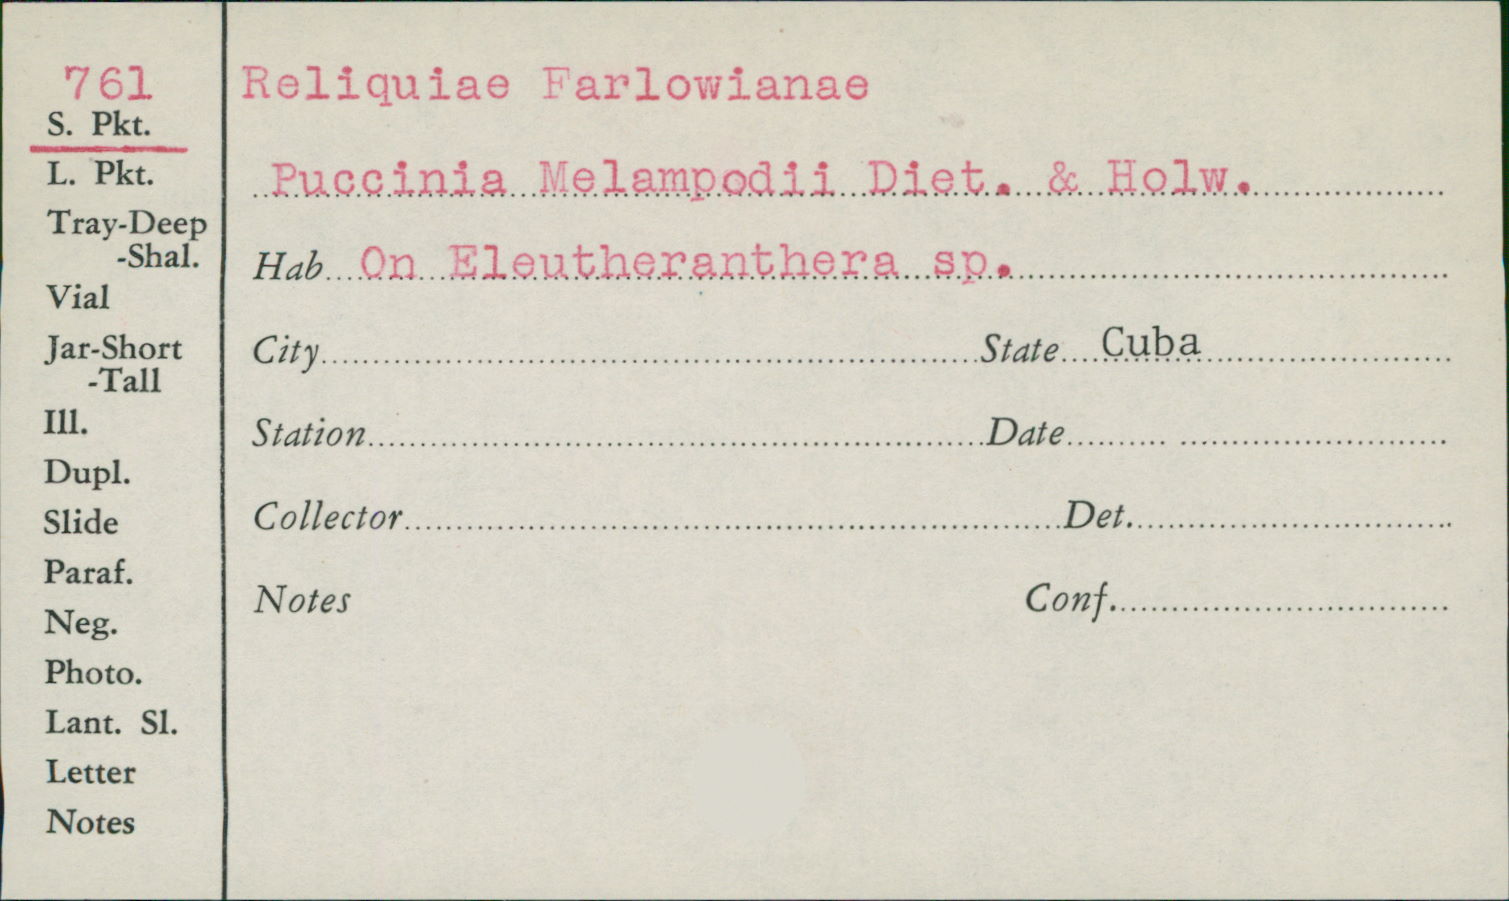 761
S. Pkt.
L. Pkt.
Tray-Deep
-Shal.
Vial
Jar-Short
-Tall
Ill.
Dupl.
Slide
Paraf.
Neg.
Photo.
Lant. Sl.
Letter
Notes
Reliquiae Farlowianae
Puccinia Melampodii Diet. & Holw.
Hab On Eleutheranthera sp.
City State Cuba
Station Date
Collector Det.
Notes Conf.